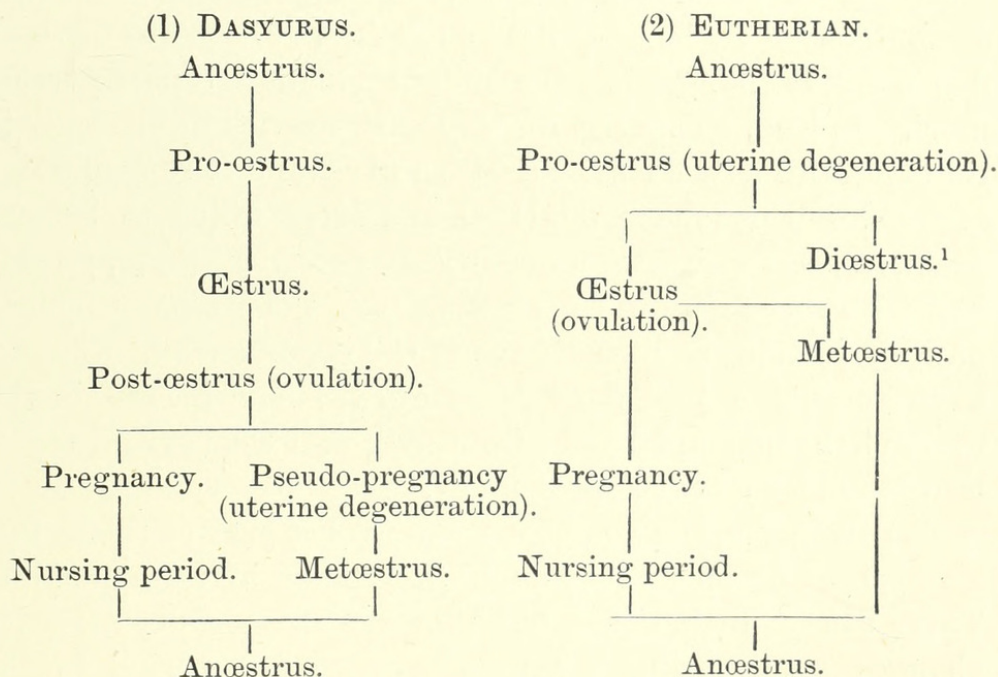 (1) DASYURUS.
Anœstrus.
Pro-œstrus.
Œstrus.
Post-œstrus (ovulation).
Pregnancy. Pseudo-pregnancy
(uterine degeneration).
Nursing period. Metœstrus.
Anœstrus.
(2) EUTHERIAN.
Anœstrus.
Pro-œstrus (uterine degeneration).
Diœstrus.¹
Œstrus
(ovulation).
Metœstrus.
Pregnancy.
Nursing period.
Anœstrus.